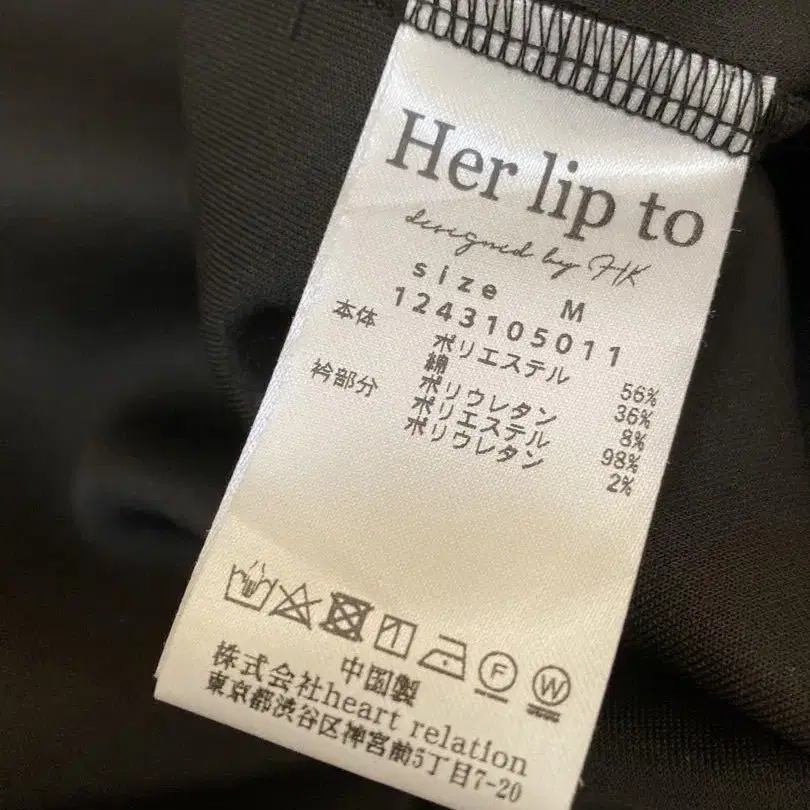 Her lip to
designed by HK
size M
1243105011
本体 ポリエステル 56%
綿 36%
ポリウレタン 8%
衿部分 ポリエステル 98%
ポリウレタン 2%
F W
中国製
株式会社heart relation
東京都渋谷区神宮前5丁目7-20